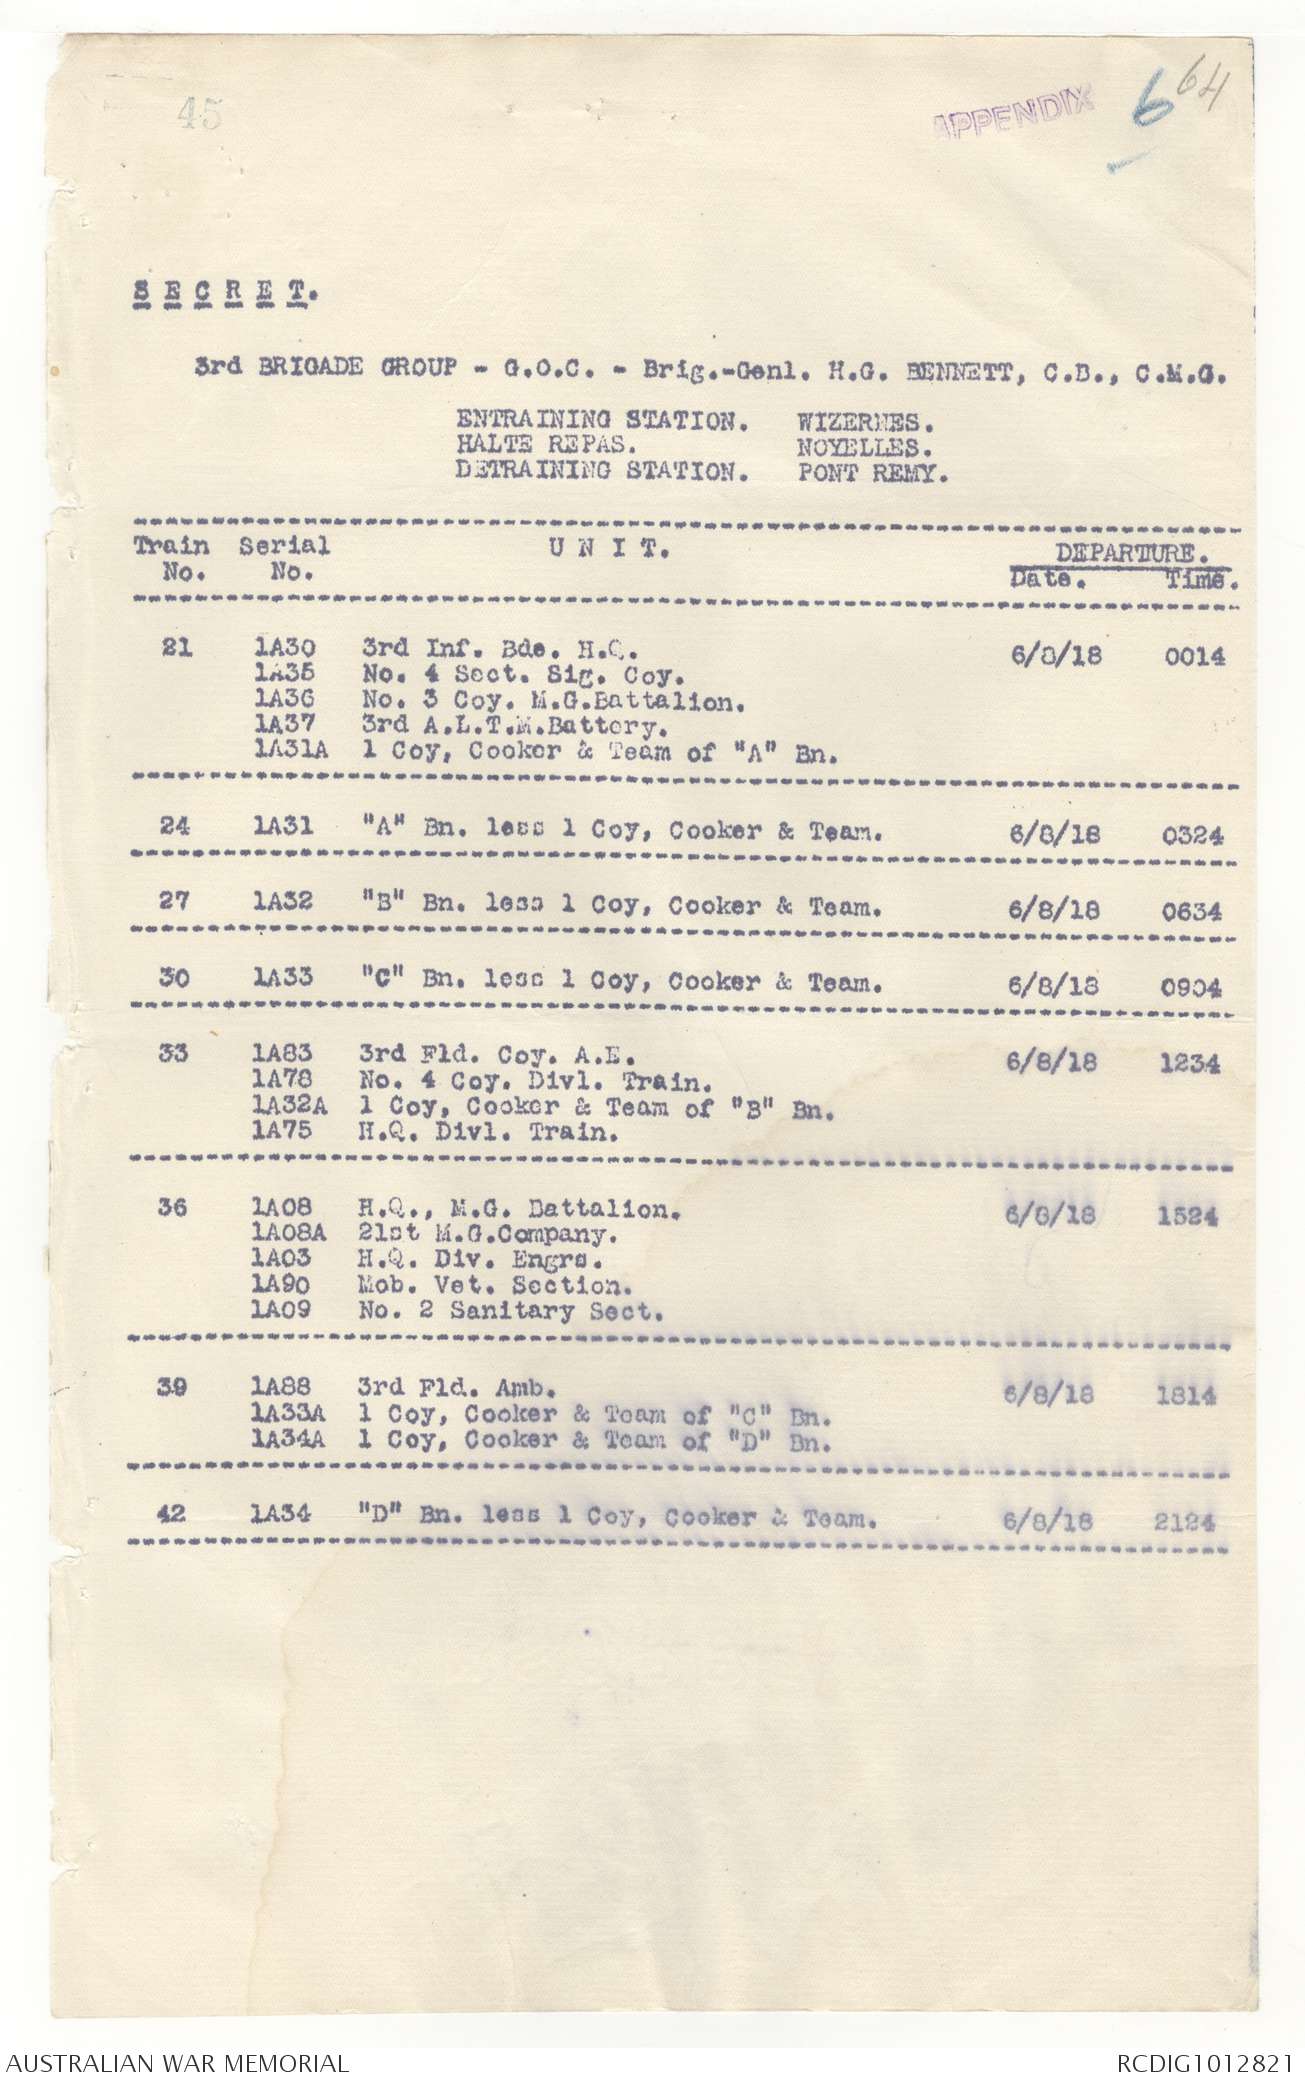 45
APPENDIX 6 64
SECRET.
3rd BRIGADE GROUP - G.O.C. - Brig.-Genl. H.G. BENNETT, C.B., C.M.G.
ENTRAINING STATION. WIZERNES.
HALTE REPAS. NOYELLES.
DETRAINING STATION. PONT REMY.
Train Serial UNIT. DEPARTURE.
No. No. Date. Time.
21 1A30 3rd Inf. Bde. H.Q. 6/8/18 0014
1A35 No. 4 Sect. Sig. Coy.
1A36 No. 3 Coy. M.G.Battalion.
1A37 3rd A.L.T.M.Battery.
1A31A 1 Coy, Cooker & Team of "A" Bn.
24 1A31 "A" Bn. less 1 Coy, Cooker & Team. 6/8/18 0324
27 1A32 "B" Bn. less 1 Coy, Cooker & Team. 6/8/18 0634
30 1A33 "C" Bn. less 1 Coy, Cooker & Team. 6/8/18 0904
33 1A83 3rd Fld. Coy. A.E. 6/8/18 1234
1A78 No. 4 Coy. Divl. Train.
1A32A 1 Coy, Cooker & Team of "B" Bn.
1A75 H.Q. Divl. Train.
36 1A08 H.Q., M.G. Battalion. 6/8/18 1524
1A08A 21st M.G.Company.
1A03 H.Q. Div. Engrs.
1A90 Mob. Vet. Section.
1A09 No. 2 Sanitary Sect.
39 1A88 3rd Fld. Amb. 6/8/18 1814
1A33A 1 Coy, Cooker & Team of "C" Bn.
1A34A 1 Coy, Cooker & Team of "D" Bn.
42 1A34 "D" Bn. less 1 Coy, Cooker & Team. 6/8/18 2124
AUSTRALIAN WAR MEMORIAL RCDIG1012821